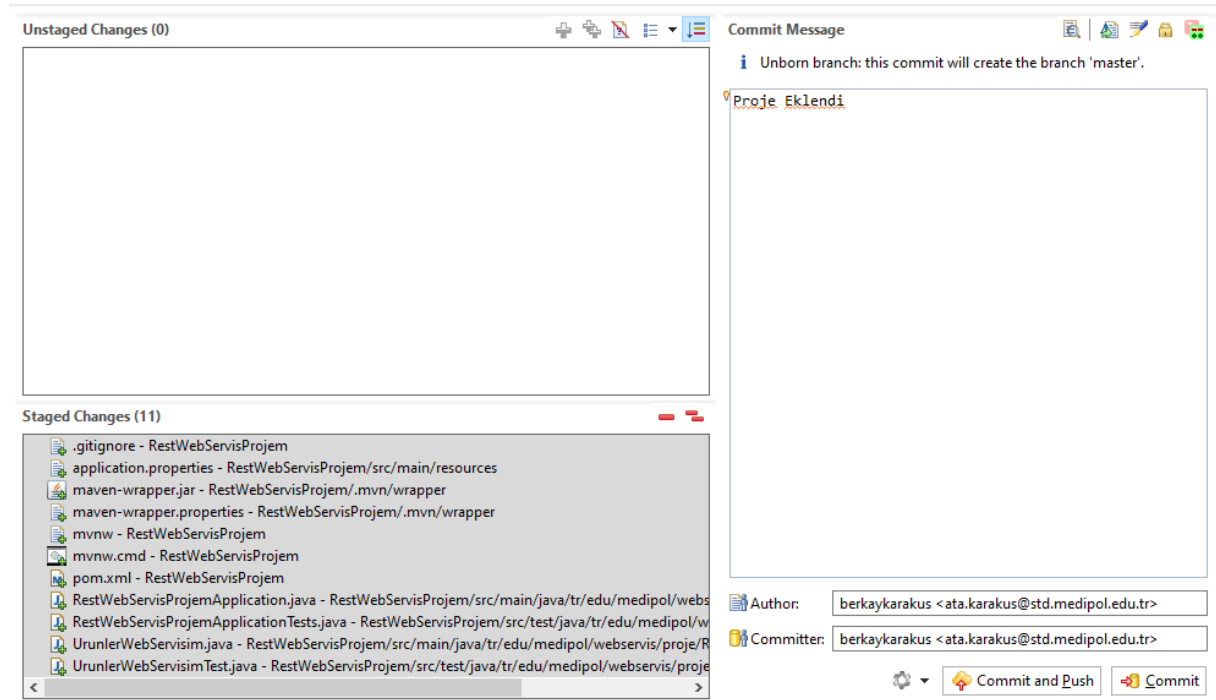 Unstaged Changes (0)
Commit Message
Unborn branch: this commit will create the branch 'master'.
Proje Eklendi
Staged Changes (11)
.gitignore - RestWebServisProjem
application.properties - RestWebServisProjem/src/main/resources
maven-wrapper.jar - RestWebServisProjem/.mvn/wrapper
maven-wrapper.properties - RestWebServisProjem/.mvn/wrapper
mvnw - RestWebServisProjem
mvnw.cmd - RestWebServisProjem
pom.xml - RestWebServisProjem
RestWebServisProjemApplication.java - RestWebServisProjem/src/main/java/tr/edu/medipol/webs
RestWebServisProjemApplicationTests.java - RestWebServisProjem/src/test/java/tr/edu/medipol/w
UrunlerWebServisim.java - RestWebServisProjem/src/main/java/tr/edu/medipol/webservis/proje/R
UrunlerWebServisimTest.java - RestWebServisProjem/src/test/java/tr/edu/medipol/webservis/proje
Author: berkaykarakus <ata.karakus@std.medipol.edu.tr>
Committer: berkaykarakus <ata.karakus@std.medipol.edu.tr>
Commit and Push
Commit